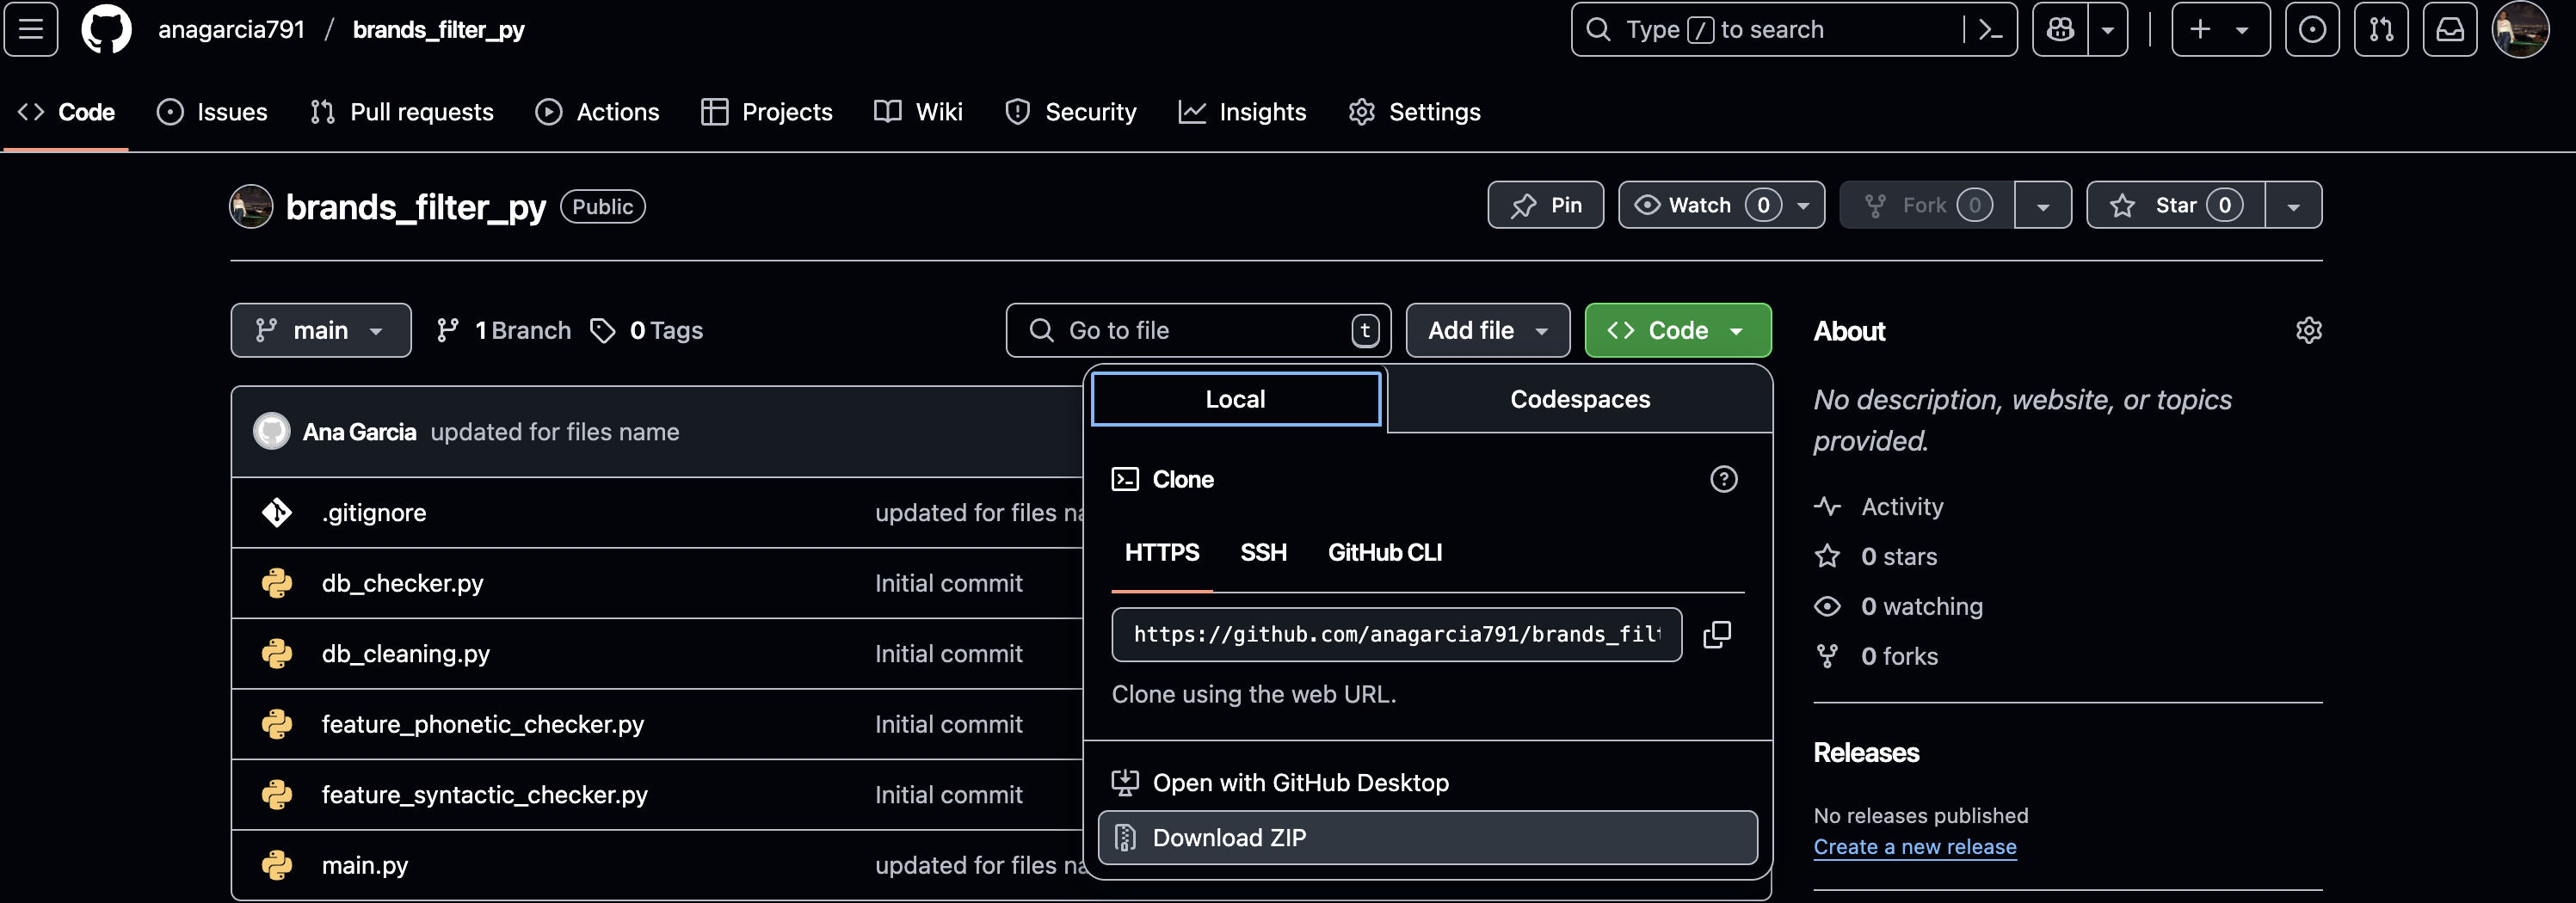 anagarcia791 / brands_filter_py
Type / to search
Code Issues Pull requests Actions Projects Wiki Security Insights Settings
brands_filter_py Public
Pin Watch 0 Fork 0 Star 0
main 1 Branch 0 Tags
Go to file t Add file Code
Ana Garcia updated for files name
.gitignore updated for files na
db_checker.py Initial commit
db_cleaning.py Initial commit
feature_phonetic_checker.py Initial commit
feature_syntactic_checker.py Initial commit
main.py updated for files na
Local Codespaces
Clone
HTTPS SSH GitHub CLI
https://github.com/anagarcia791/brands_filt
Clone using the web URL.
Open with GitHub Desktop
Download ZIP
About
No description, website, or topics
provided.
Activity
0 stars
0 watching
0 forks
Releases
No releases published
Create a new release